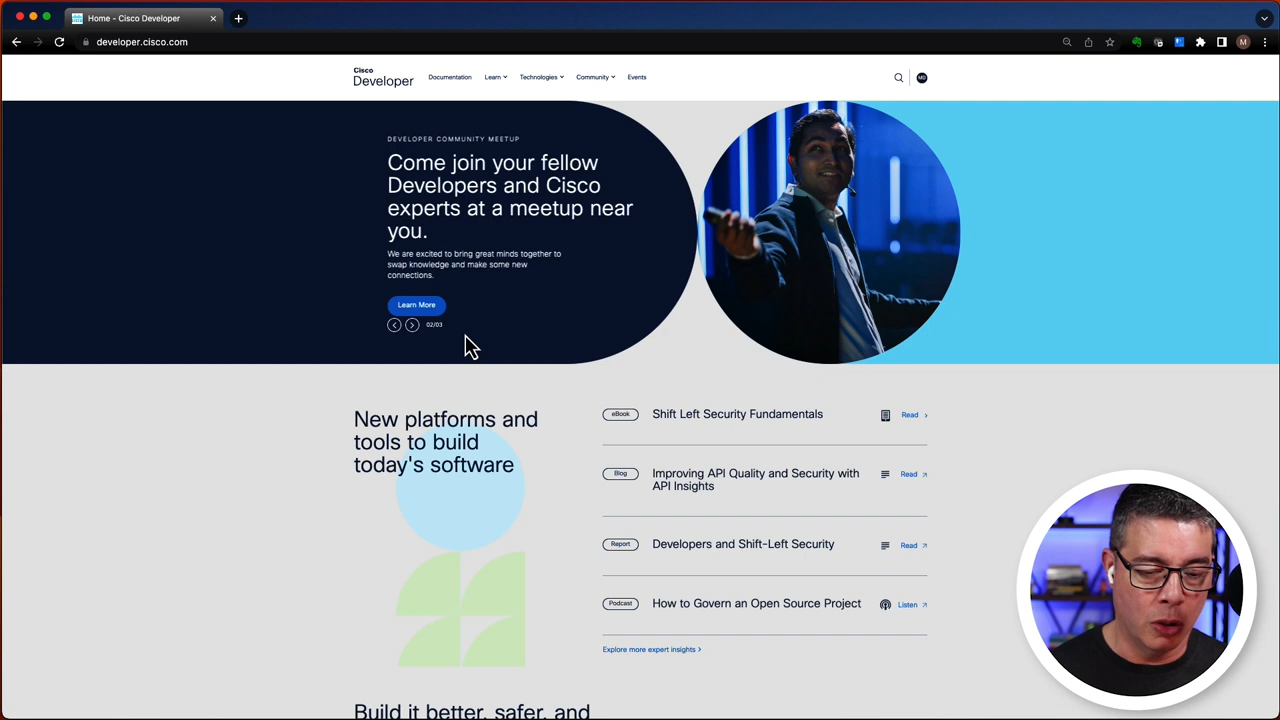 Home - Cisco Developer
developer.cisco.com
M
Cisco
Developer
Documentation
Learn
Technologies
Community
Events
MD
DEVELOPER COMMUNITY MEETUP
Come join your fellow
Developers and Cisco
experts at a meetup near
you.
We are excited to bring great minds together to
swap knowledge and make some new
connections.
Learn More
02/03
New platforms and
tools to build
today's software
eBook Shift Left Security Fundamentals Read
Blog Improving API Quality and Security with Read
API Insights
Report Developers and Shift-Left Security Read
Podcast How to Govern an Open Source Project Listen
Explore more expert insights
Build it better, safer, and